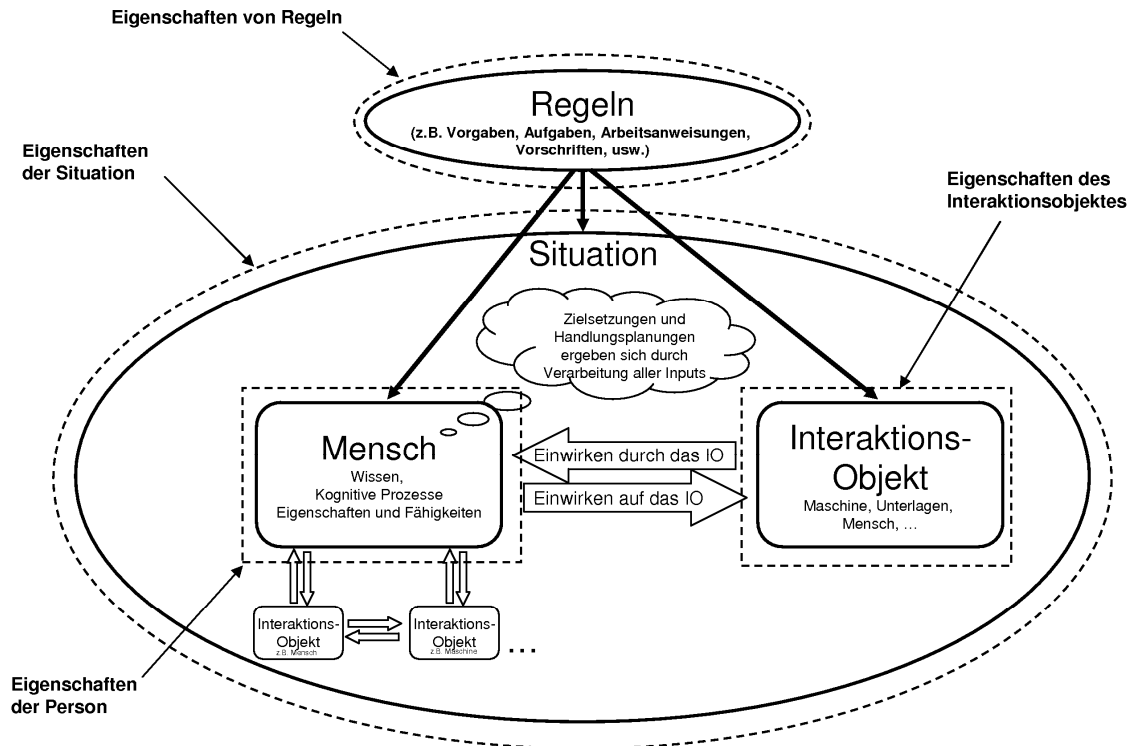 Eigenschaften von Regeln
Regeln
(z.B. Vorgaben, Aufgaben, Arbeitsanweisungen,
Vorschriften, usw.)
Eigenschaften
der Situation
Eigenschaften des
Interaktionsobjektes
Situation
Zielsetzungen und
Handlungsplanungen
ergeben sich durch
Verarbeitung aller Inputs
Mensch
Wissen,
Kognitive Prozesse
Eigenschaften und Fähigkeiten
Einwirken durch das IO
Einwirken auf das IO
Interaktions-
Objekt
Maschine, Unterlagen,
Mensch, ...
Interaktions-
Objekt
z.B. Mensch
Interaktions-
Objekt
z.B. Maschine
...
Eigenschaften
der Person